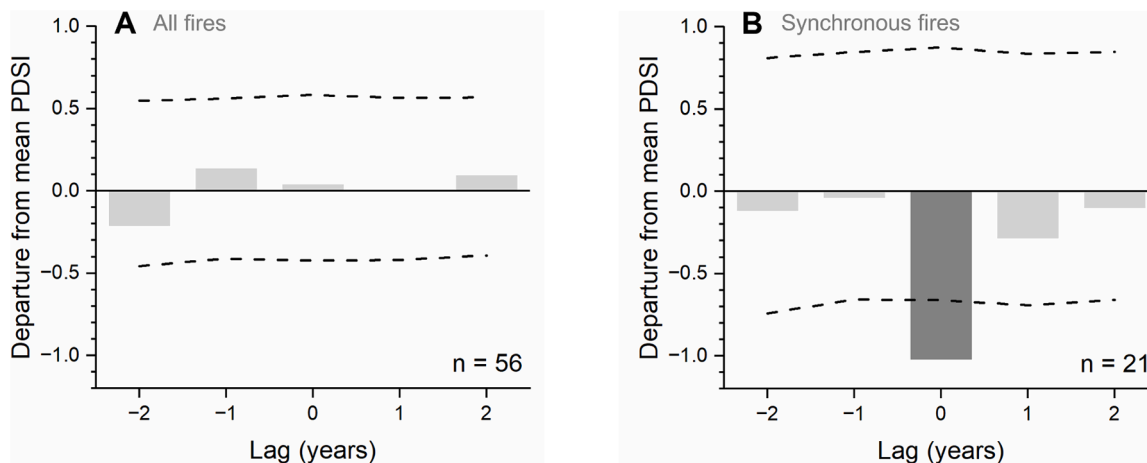 A All fires
Departure from mean PDSI
1.0
0.5
0.0
−0.5
−1.0
n = 56
−2 −1 0 1 2
Lag (years)
B Synchronous fires
Departure from mean PDSI
1.0
0.5
0.0
−0.5
−1.0
n = 21
−2 −1 0 1 2
Lag (years)